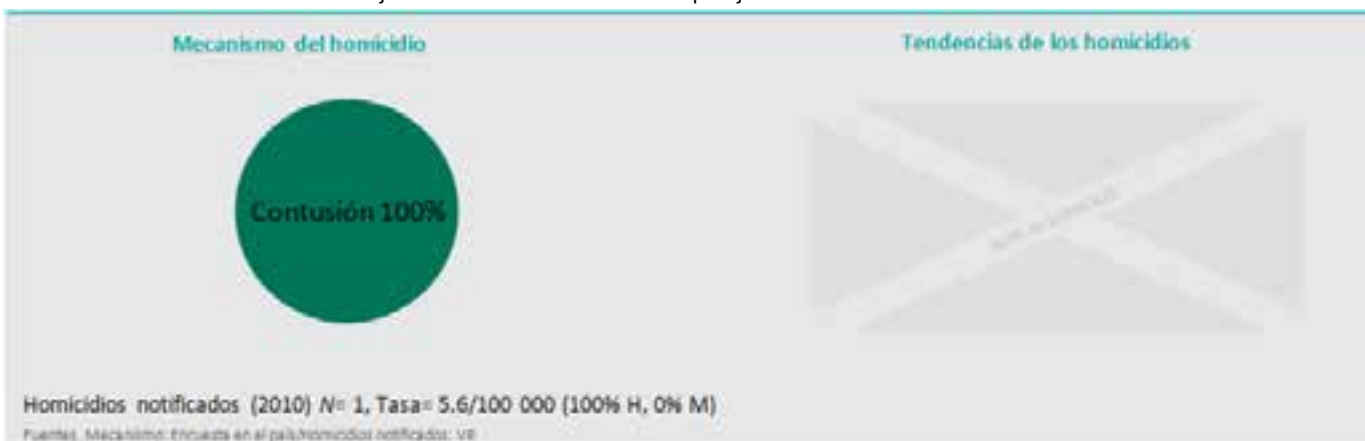 Mecanismo del homicidio
Tendencias de los homicidios
Contusión 100%
Homicidios notificados (2010) N= 1, Tasa= 5.6/100 000 (100% H, 0% M)
Fuentes. Mecanismo: Encuesta en el país/Homicidios notificados: VR